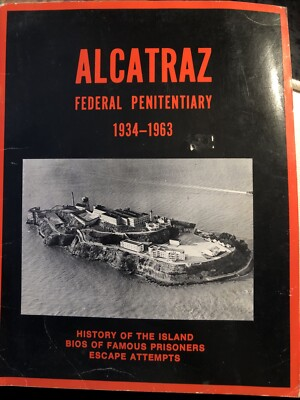 ALCATRAZ
FEDERAL PENITENTIARY
1934–1963
HISTORY OF THE ISLAND
BIOS OF FAMOUS PRISONERS
ESCAPE ATTEMPTS